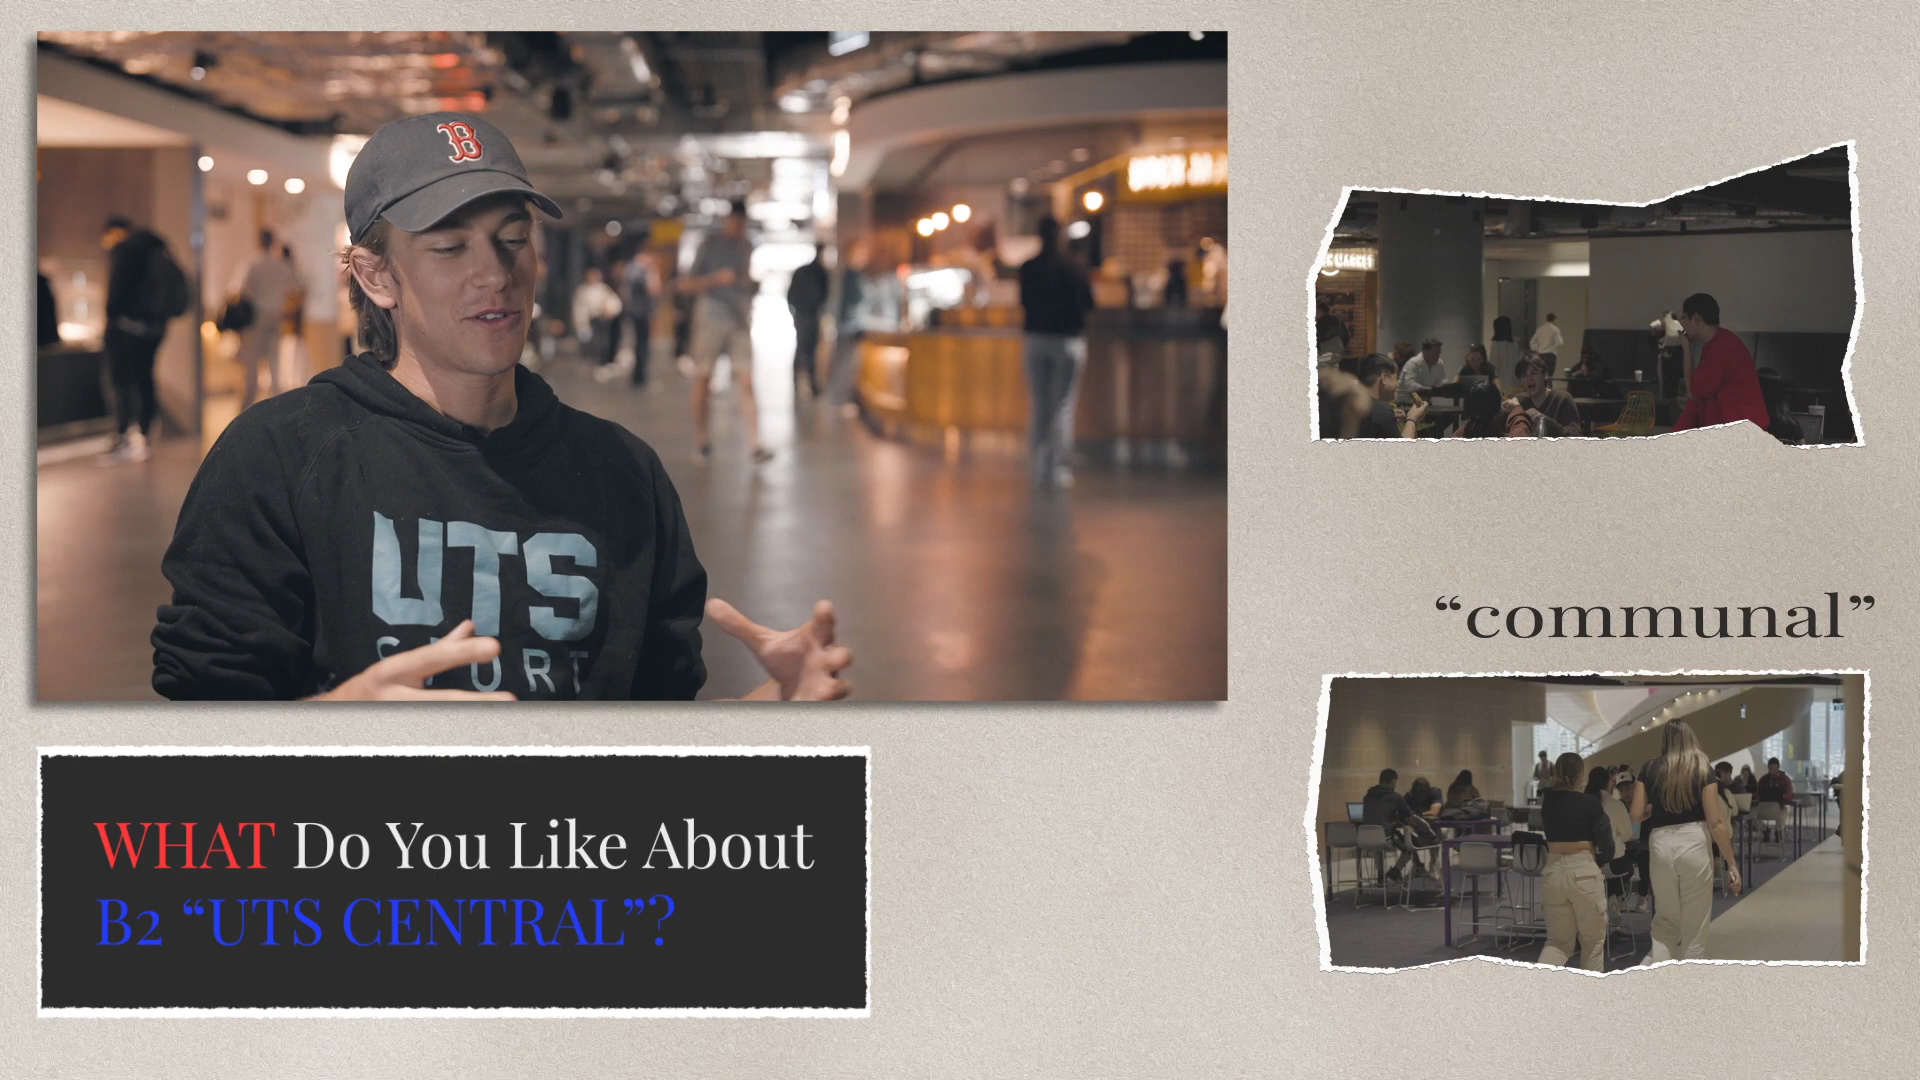 B
UTS
SPORT
WHAT Do You Like About
B2 “UTS CENTRAL”?
“communal”